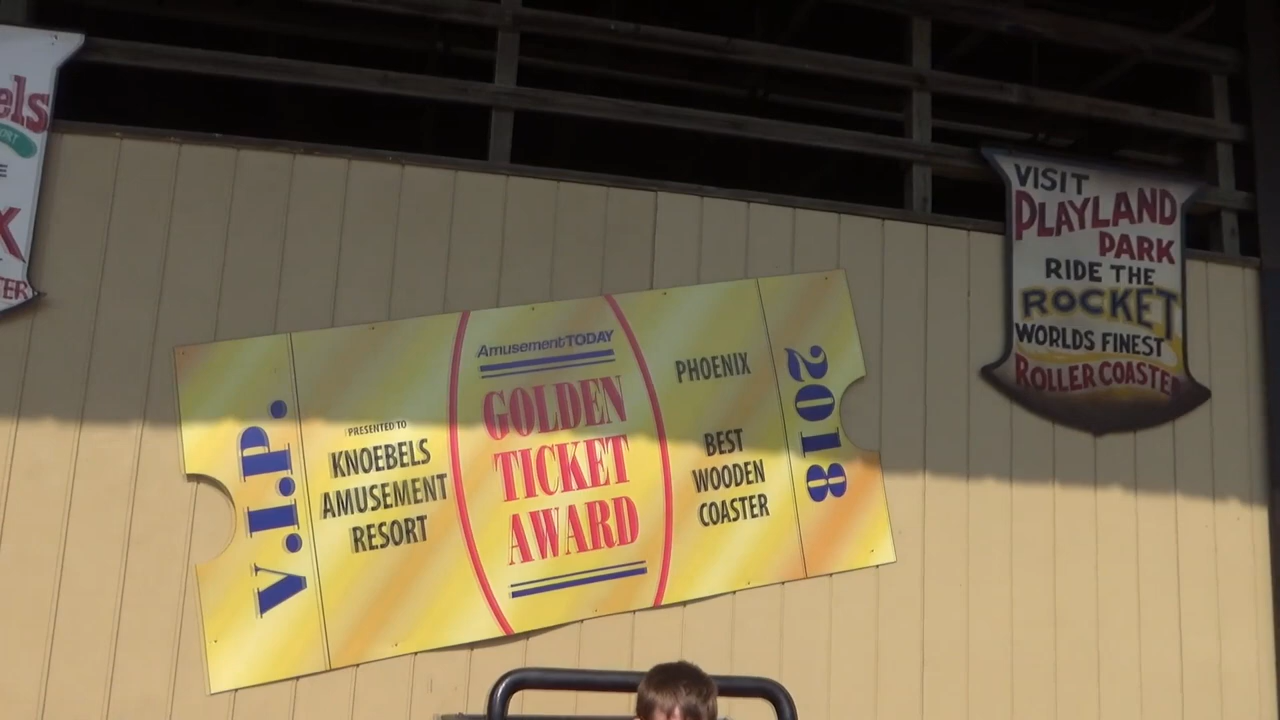 V.I.P.
PRESENTED TO
KNOEBELS
AMUSEMENT
RESORT
AmusementTODAY
GOLDEN
TICKET
AWARD
PHOENIX
BEST
WOODEN
COASTER
2018
VISIT
PLAYLAND
PARK
RIDE THE
ROCKET
WORLDS FINEST
ROLLER COASTER